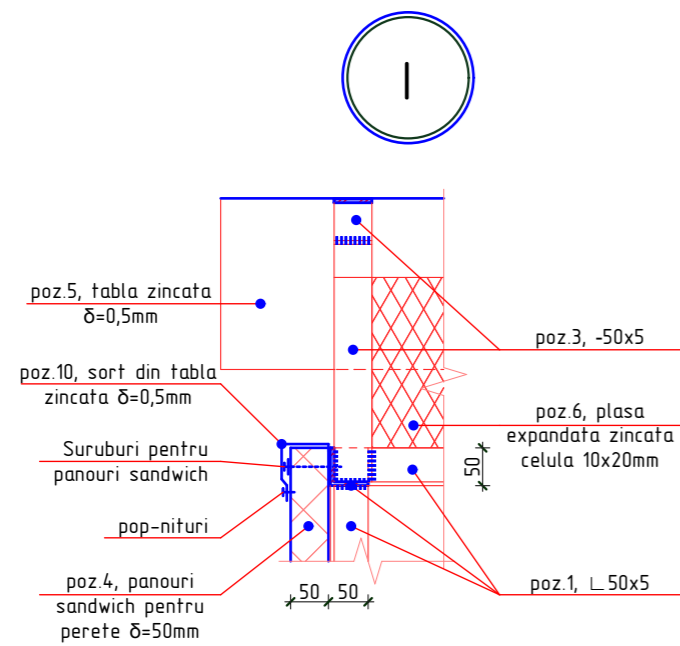 I
poz.5, tabla zincata
δ=0,5mm
poz.10, sort din tabla
zincata δ=0,5mm
Suruburi pentru
panouri sandwich
pop-nituri
poz.4, panouri
sandwich pentru
perete δ=50mm
50
50
50
poz.3, -50x5
poz.6, plasa
expandata zincata
celula 10x20mm
poz.1, ∟50x5